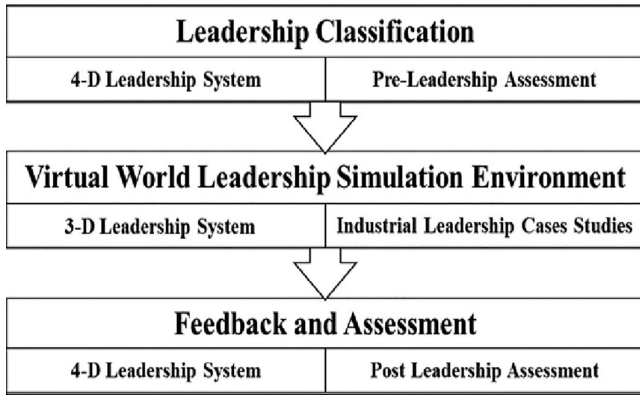 Leadership Classification
4-D Leadership System
Pre-Leadership Assessment
Virtual World Leadership Simulation Environment
3-D Leadership System
Industrial Leadership Cases Studies
Feedback and Assessment
4-D Leadership System
Post Leadership Assessment